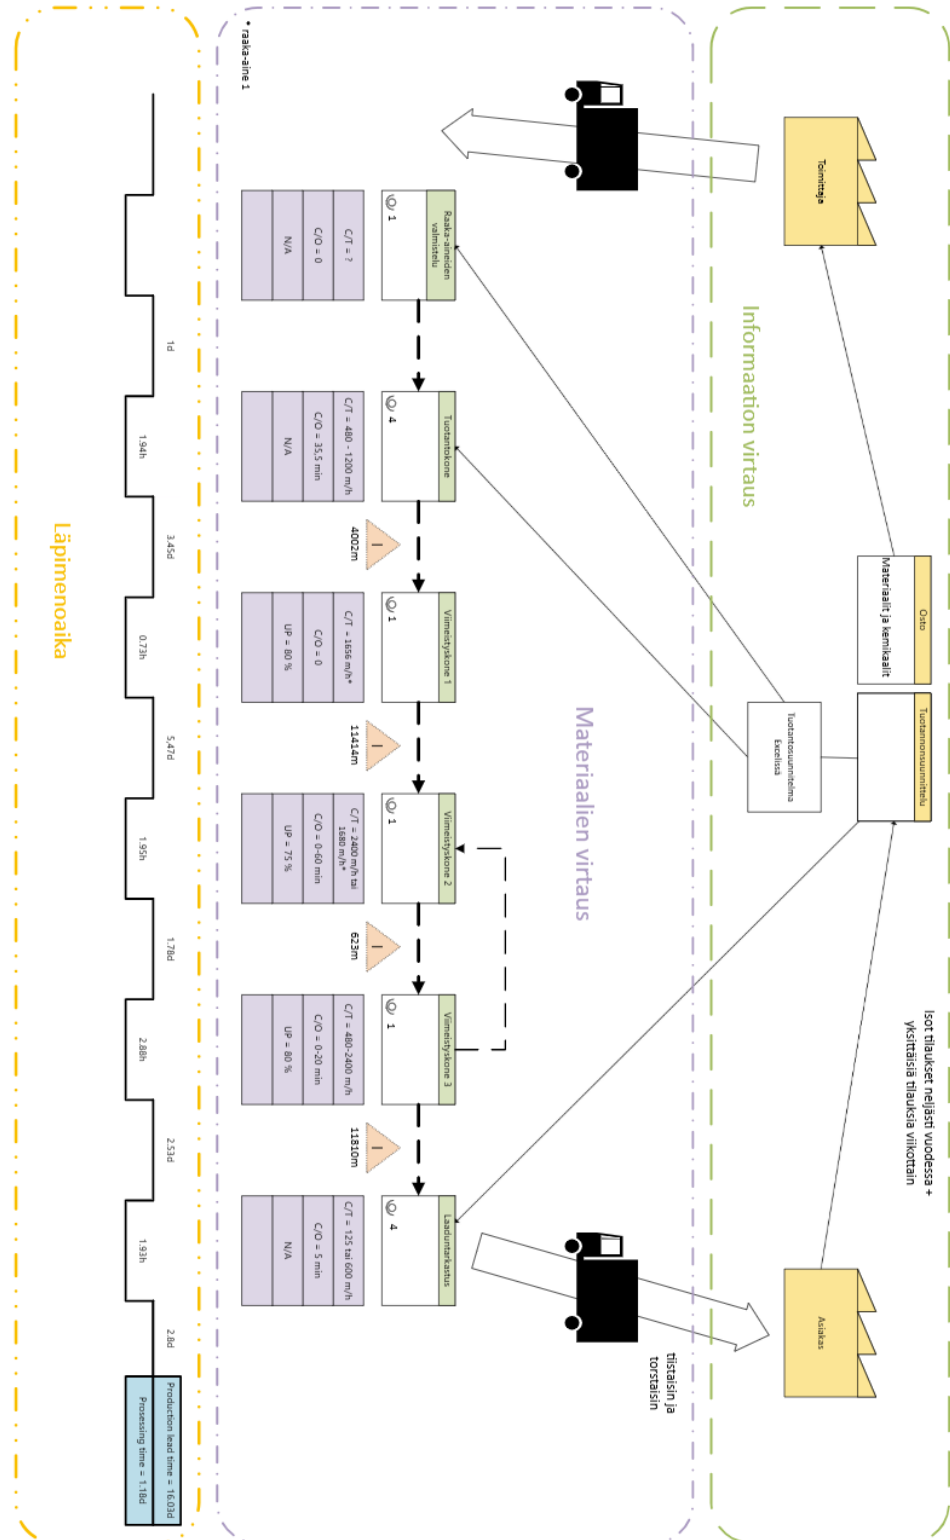 Toimittaja
Osto
Materiaalit ja kemikaalit
Tuotannonsuunnittelu
Tuotantosuunnitelma
Excelissä
Isot tilaukset neljästi vuodessa +
yksittäisiä tilauksia viikottain
Asiakas
Informaation virtaus
tiistaisin ja
torstaisin
Materiaalien virtaus
Raaka-aineiden
valmistelu
1
C/T = ?
C/O = 0
N/A
Tuotantokone
4
C/T = 480 - 1200 m/h
C/O = 35,5 min
N/A
I
4002m
Viimeistyskone 1
1
C/T = 1656 m/h*
C/O = 0
UP = 80 %
I
11414m
Viimeistyskone 2
1
C/T = 2400 m/h tai
1680 m/h*
C/O = 0-60 min
UP = 75 %
I
623m
Viimeistyskone 3
1
C/T = 480-2400 m/h
C/O = 0-20 min
UP = 80 %
I
11810m
Laaduntarkastus
4
C/T = 125 tai 600 m/h
C/O = 5 min
N/A
* raaka-aine 1
1d
1.94h
3.45d
0.73h
5,47d
1.95h
1.78d
2.88h
2.53d
1.93h
2.8d
Production lead time = 16.03d
Prosessing time = 1.18d
Läpimenoaika